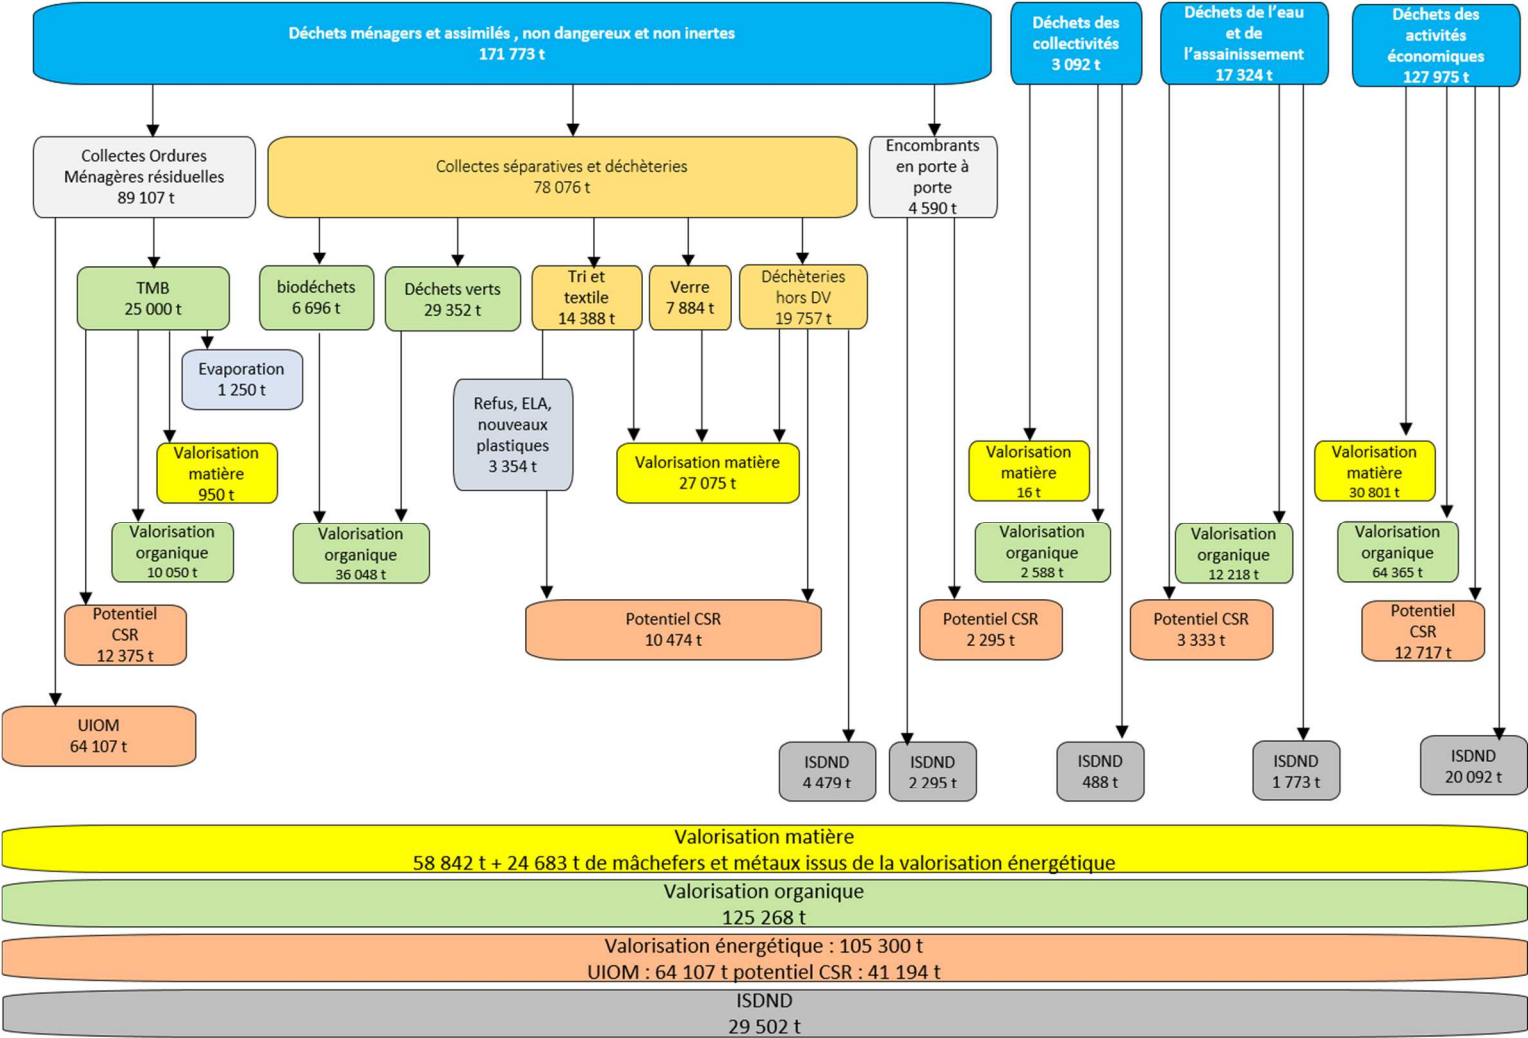 Déchets ménagers et assimilés , non dangereux et non inertes
171 773 t
Déchets des
collectivités
3 092 t
Déchets de l'eau
et de
l'assainissement
17 324 t
Déchets des
activités
économiques
127 975 t
Collectes Ordures
Ménagères résiduelles
89 107 t
Collectes séparatives et déchèteries
78 076 t
Encombrants
en porte à
porte
4 590 t
TMB
25 000 t
biodéchets
6 696 t
Déchets verts
29 352 t
Tri et
textile
14 388 t
Verre
7 884 t
Déchèteries
hors DV
19 757 t
Evaporation
1 250 t
Refus, ELA,
nouveaux
plastiques
3 354 t
Valorisation
matière
950 t
Valorisation matière
27 075 t
Valorisation
matière
16 t
Valorisation
matière
30 801 t
Valorisation
organique
10 050 t
Valorisation
organique
36 048 t
Valorisation
organique
2 588 t
Valorisation
organique
12 218 t
Valorisation
organique
64 365 t
Potentiel
CSR
12 375 t
Potentiel CSR
10 474 t
Potentiel CSR
2 295 t
Potentiel CSR
3 333 t
Potentiel
CSR
12 717 t
UIOM
64 107 t
ISDND
4 479 t
ISDND
2 295 t
ISDND
488 t
ISDND
1 773 t
ISDND
20 092 t
Valorisation matière
58 842 t + 24 683 t de mâchefers et métaux issus de la valorisation énergétique
Valorisation organique
125 268 t
Valorisation énergétique : 105 300 t
UIOM : 64 107 t potentiel CSR : 41 194 t
ISDND
29 502 t